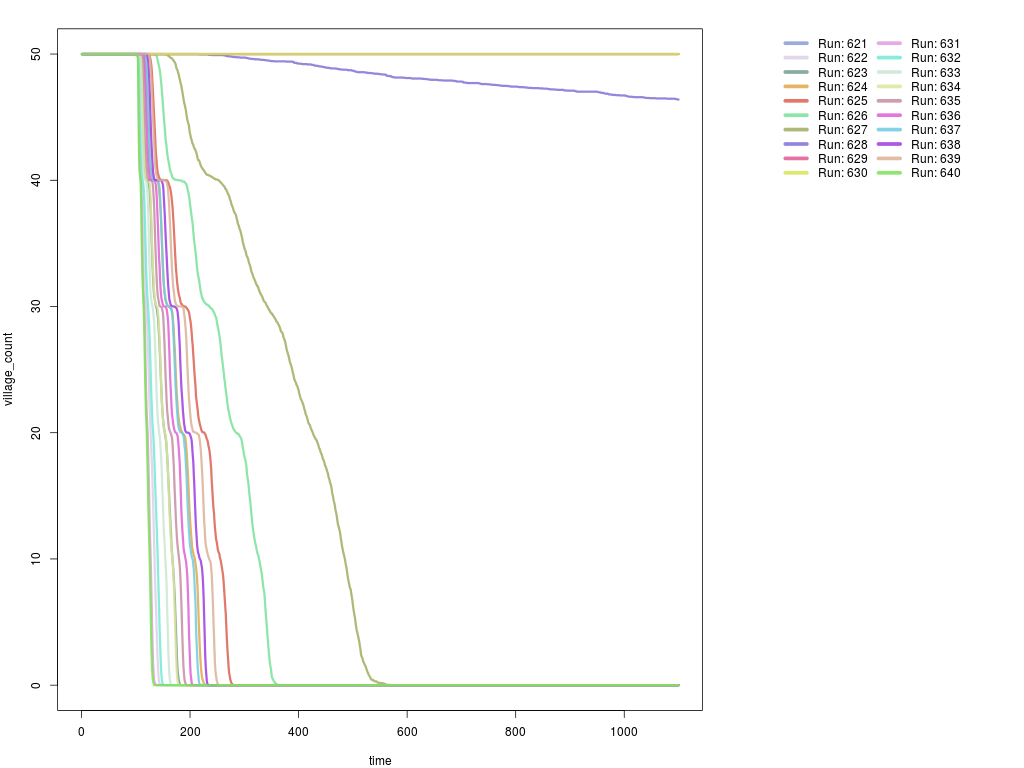 50
40
30
20
10
0
village_count
0 200 400 600 800 1000
time
Run: 621 Run: 631
Run: 622 Run: 632
Run: 623 Run: 633
Run: 624 Run: 634
Run: 625 Run: 635
Run: 626 Run: 636
Run: 627 Run: 637
Run: 628 Run: 638
Run: 629 Run: 639
Run: 630 Run: 640